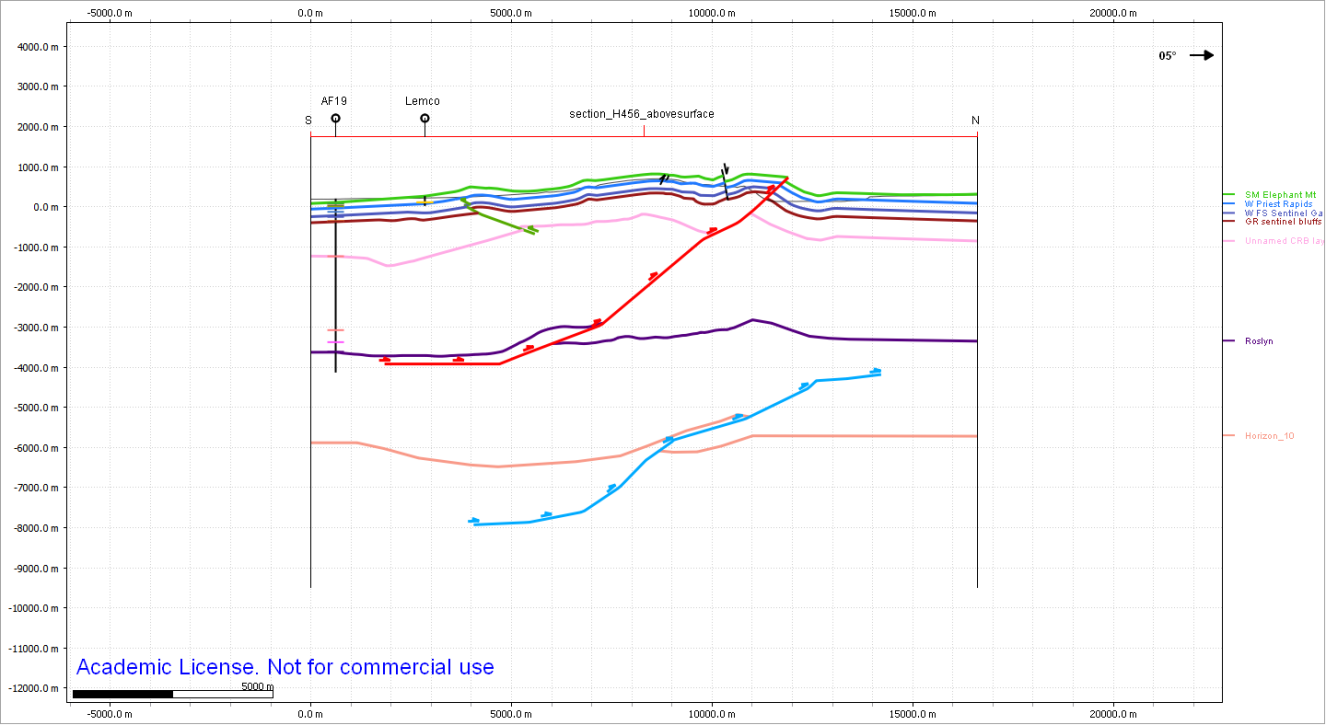 -5000.0 m 0.0 m 5000.0 m 10000.0 m 15000.0 m 20000.0 m
4000.0 m
05°
3000.0 m
AF19 Lemco
section_H456_abovesurface
S N
2000.0 m
1000.0 m
SM Elephant Mt
W Priest Rapids
0.0 m
W FS Sentinel Ga
GR sentinel bluffs
Unnamed CRB lay
-1000.0 m
-2000.0 m
-3000.0 m
Roslyn
-4000.0 m
-5000.0 m
Horizon_10
-6000.0 m
-7000.0 m
-8000.0 m
-10000.0 m
-11000.0 m
Academic License. Not for commercial use
5000 m
-12000.0 m
-5000.0 m 0.0 m 5000.0 m 10000.0 m 15000.0 m 20000.0 m